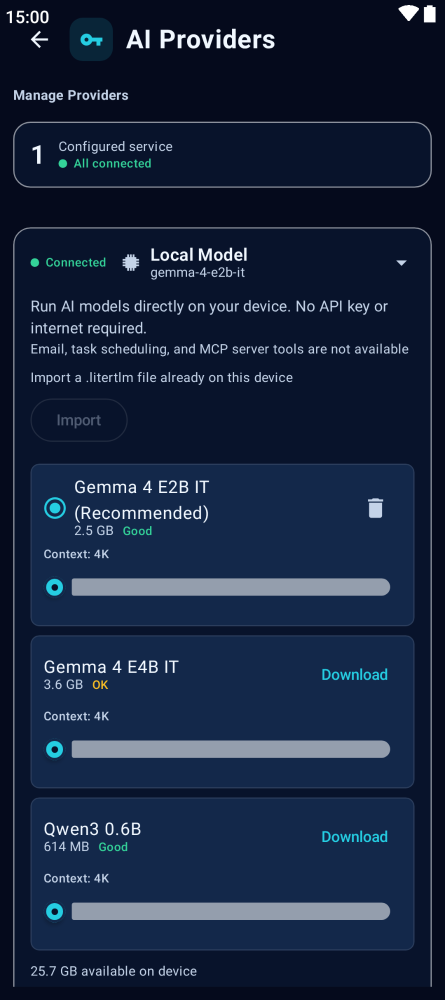 15:00
AI Providers
Manage Providers
1
Configured service
All connected
Connected
Local Model
gemma-4-e2b-it
Run AI models directly on your device. No API key or
internet required.
Email, task scheduling, and MCP server tools are not available
Import a .litertlm file already on this device
Import
Gemma 4 E2B IT
(Recommended)
2.5 GB Good
Context: 4K
Gemma 4 E4B IT
3.6 GB OK
Download
Context: 4K
Qwen3 0.6B
614 MB Good
Download
Context: 4K
25.7 GB available on device